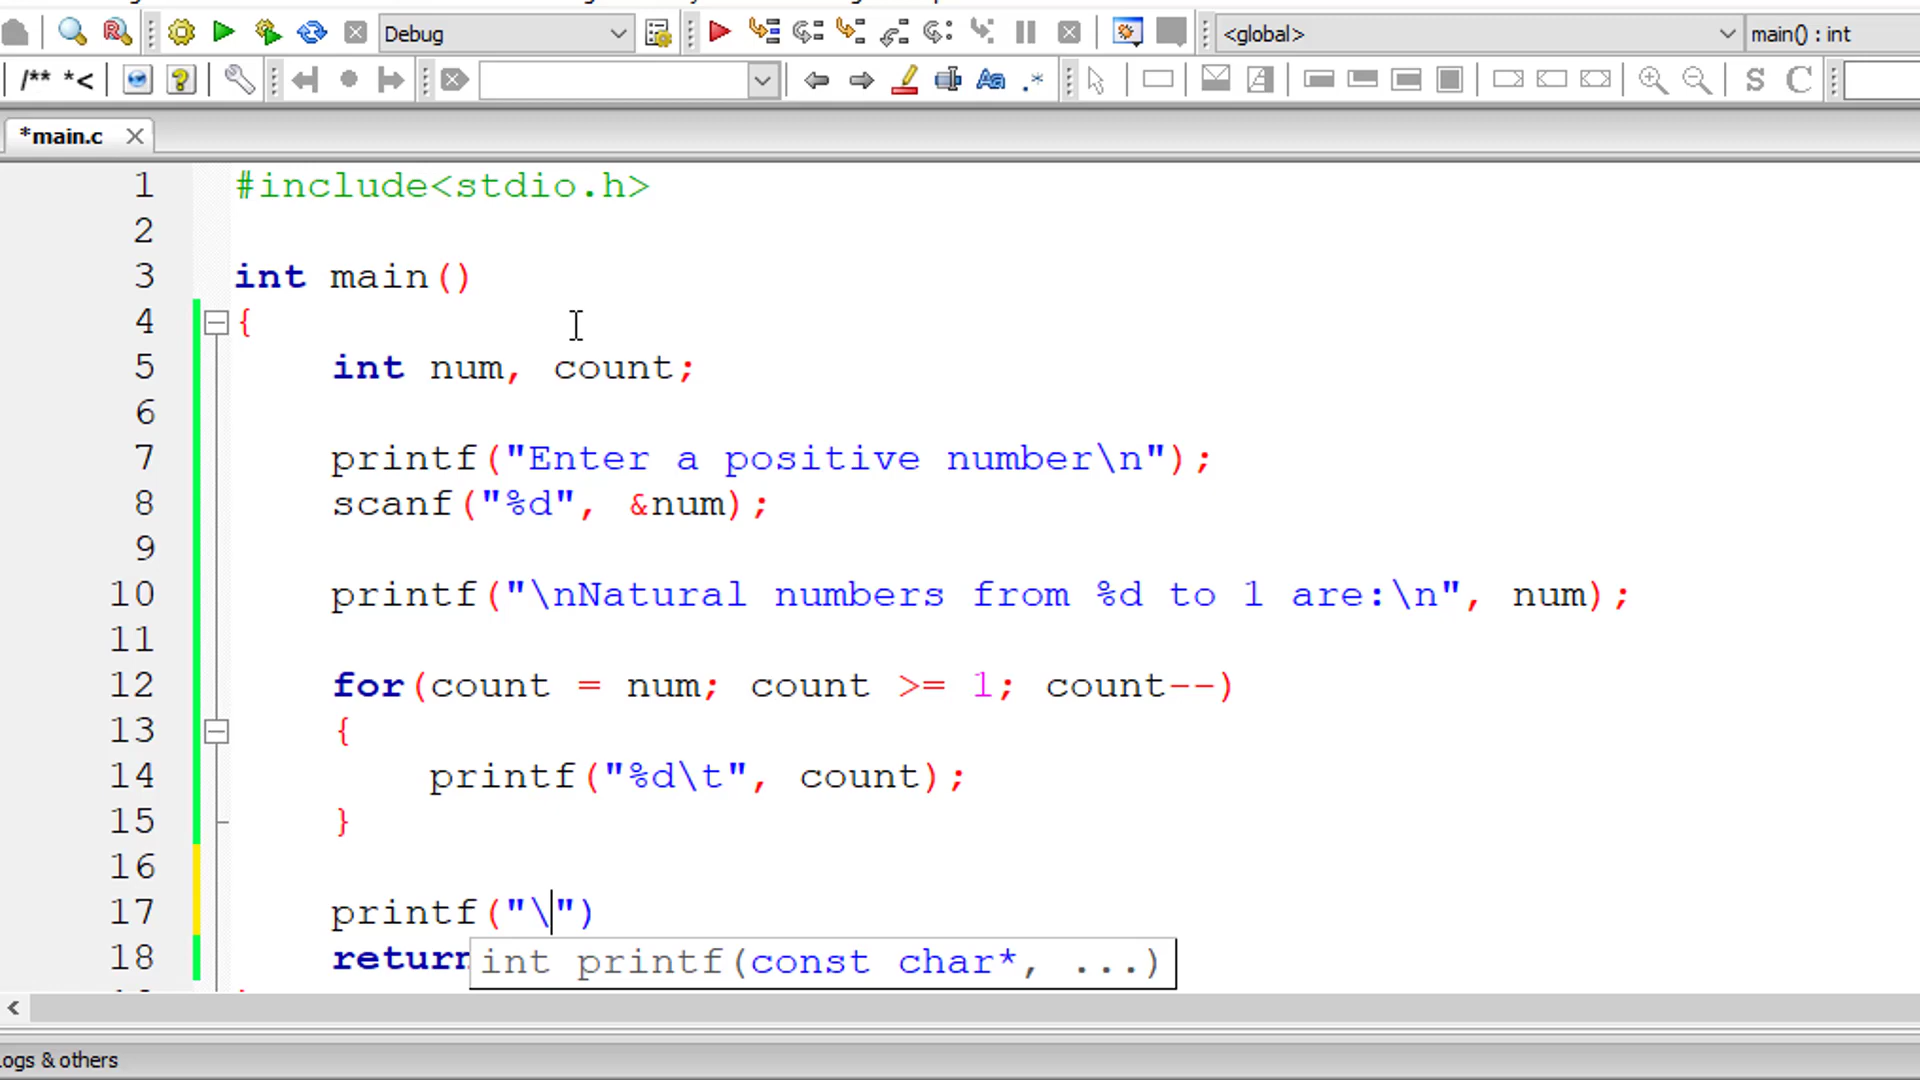 Debug <global> main() : int
/** *<
*main.c
1 #include<stdio.h>
2
3 int main()
4 {
5 int num, count;
6
7 printf("Enter a positive number\n");
8 scanf("%d", &num);
9
10 printf("\nNatural numbers from %d to 1 are:\n", num);
11
12 for(count = num; count >= 1; count--)
13 {
14 printf("%d\t", count);
15 }
16
17 printf("\")
18 return
int printf(const char*, ...)
Logs & others